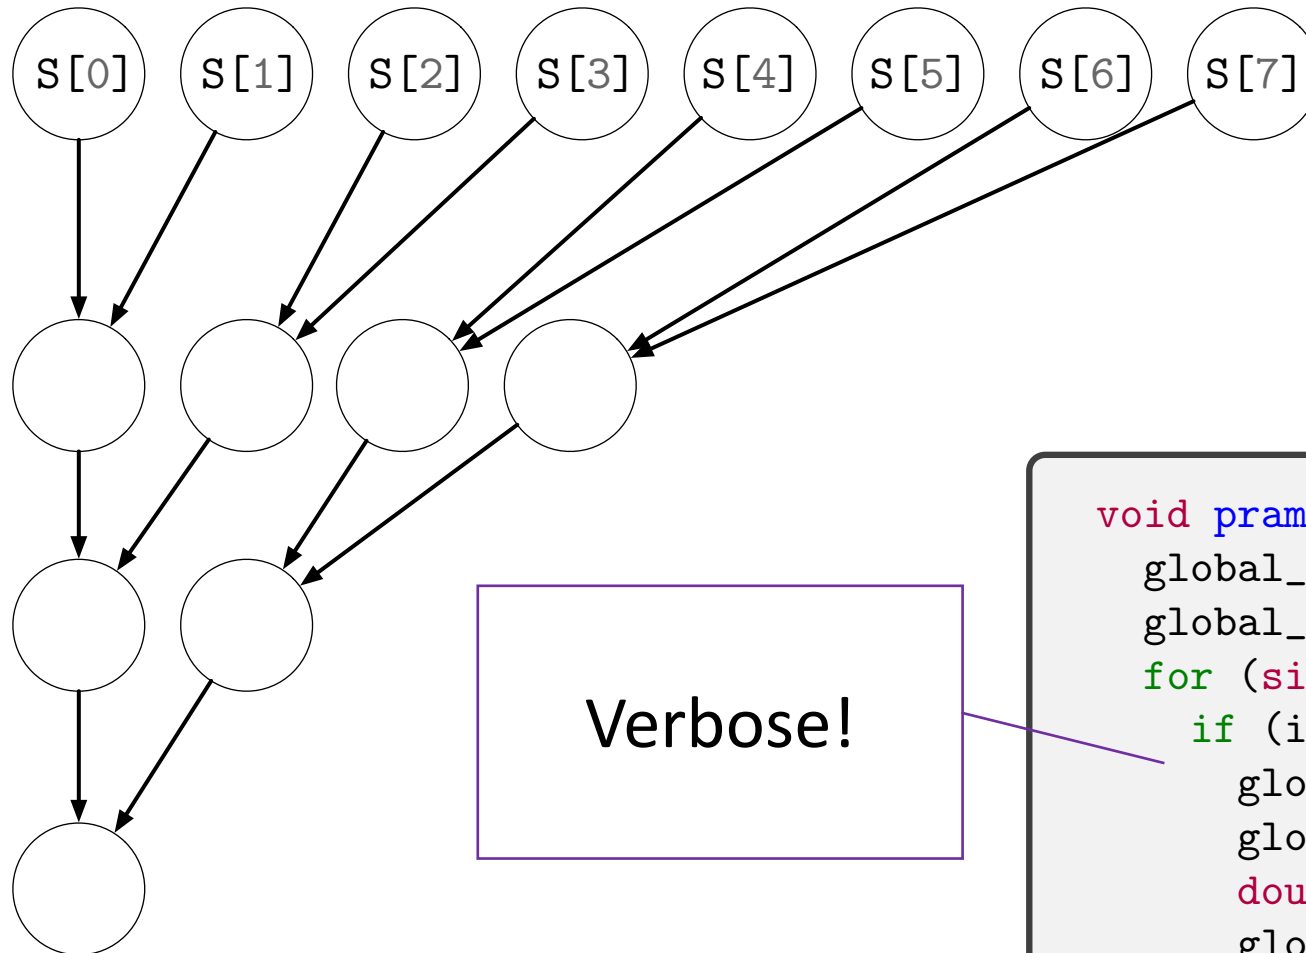 S[0] S[1] S[2] S[3] S[4] S[5] S[6] S[7]
Verbose!
void pram
global_
global_
for (si
if (i
glo
glo
dou
glo